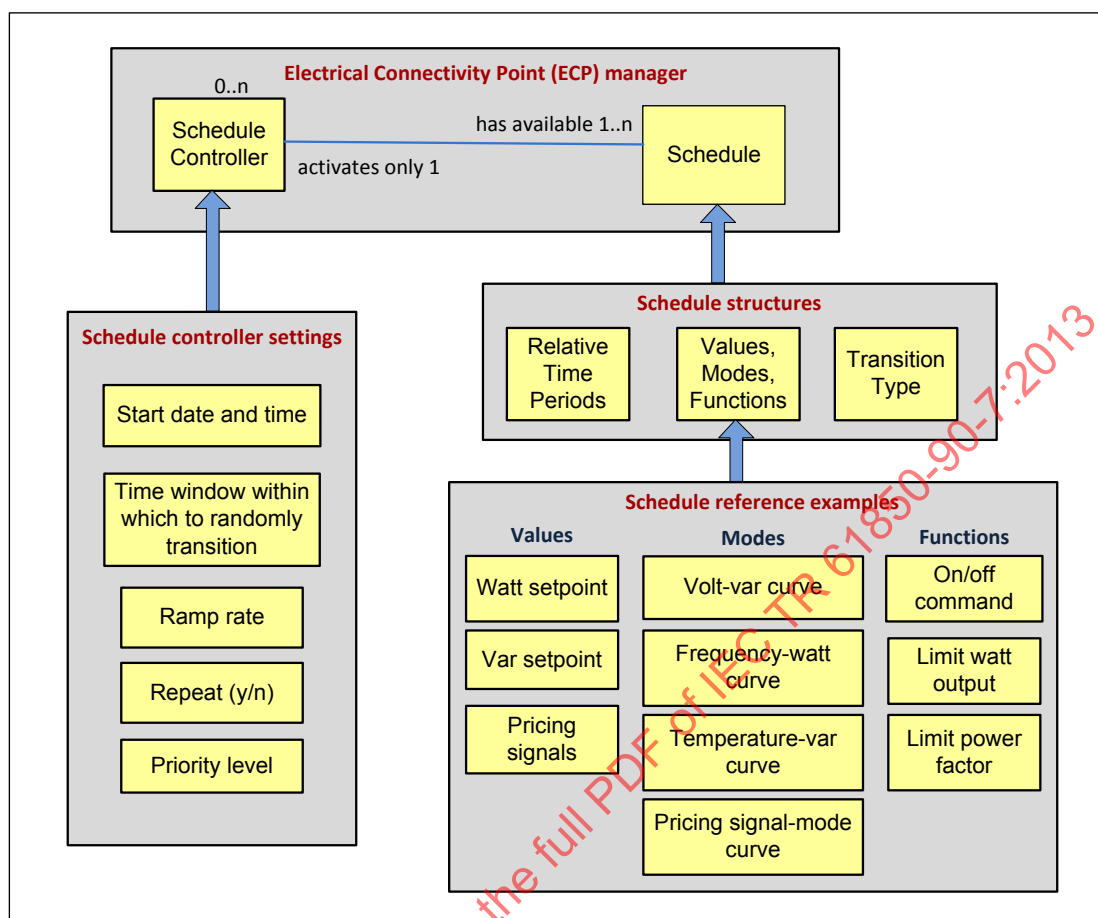 Electrical Connectivity Point (ECP) manager
0..n
Schedule
Controller
has available 1..n
activates only 1
Schedule
Schedule controller settings
Start date and time
Time window within
which to randomly
transition
Ramp rate
Repeat (y/n)
Priority level
Schedule structures
Relative
Time
Periods
Values,
Modes,
Functions
Transition
Type
Schedule reference examples
Values
Watt setpoint
Var setpoint
Pricing
signals
Modes
Volt-var curve
Frequency-watt
curve
Temperature-var
curve
Pricing signal-mode
curve
Functions
On/off
command
Limit watt
output
Limit power
factor
the full PDF of IEC TR 61850-90-7:2013